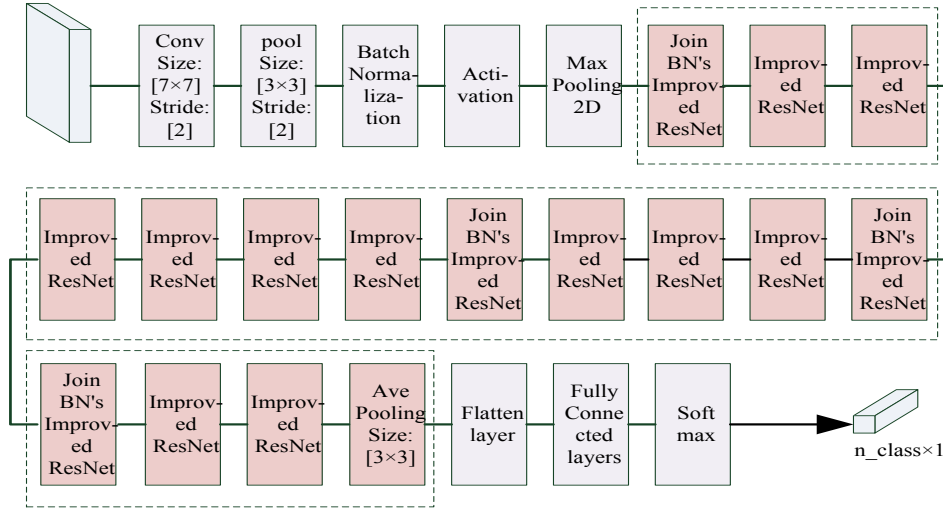 Conv
Size:
[7×7]
Stride:
[2]
pool
Size:
[3×3]
Stride:
[2]
Batch
Norma-
liza-
tion
Acti-
vation
Max
Pooling
2D
Join
BN's
Improv-
ed
ResNet
Improv-
ed
ResNet
Improv-
ed
ResNet
Improv-
ed
ResNet
Improv-
ed
ResNet
Improv-
ed
ResNet
Improv-
ed
ResNet
Join
BN's
Improv-
ed
ResNet
Improv-
ed
ResNet
Improv-
ed
ResNet
Improv-
ed
ResNet
Join
BN's
Improv-
ed
ResNet
Join
BN's
Improv-
ed
ResNet
Improv-
ed
ResNet
Improv-
ed
ResNet
Ave
Pooling
Size:
[3×3]
Flatten
layer
Fully
Conne
cted
layers
Soft
max
n_class×1